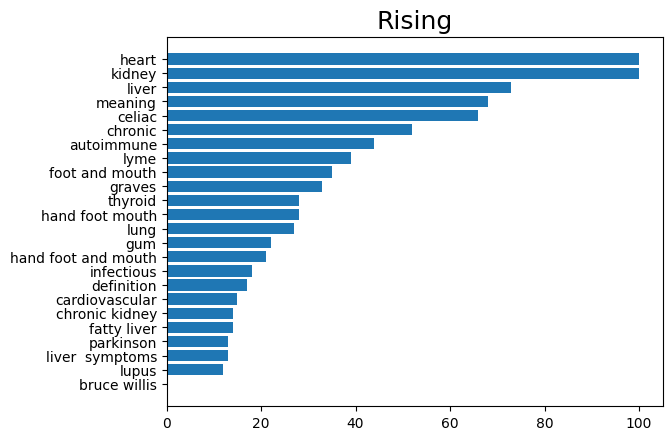 Rising
heart
kidney
liver
meaning
celiac
chronic
autoimmune
lyme
foot and mouth
graves
thyroid
hand foot mouth
lung
gum
hand foot and mouth
infectious
definition
cardiovascular
chronic kidney
fatty liver
parkinson
liver  symptoms
lupus
bruce willis
0 20 40 60 80 100